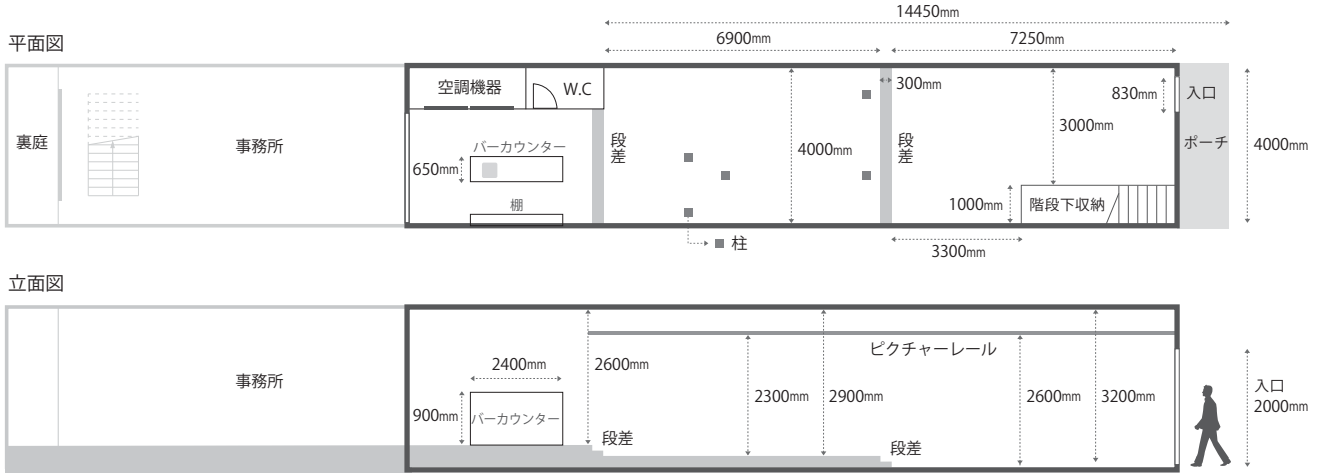 14450mm
平面図
6900mm
7250mm
空調機器
W.C
300mm
830mm
入口
裏庭
事務所
バーカウンター
段差
4000mm
段差
3000mm
ポーチ
4000mm
650mm
棚
1000mm
階段下収納
柱
3300mm
立面図
ピクチャーレール
2400mm
2600mm
事務所
入口
2000mm
2300mm
2900mm
2600mm
3200mm
900mm
バーカウンター
段差
段差